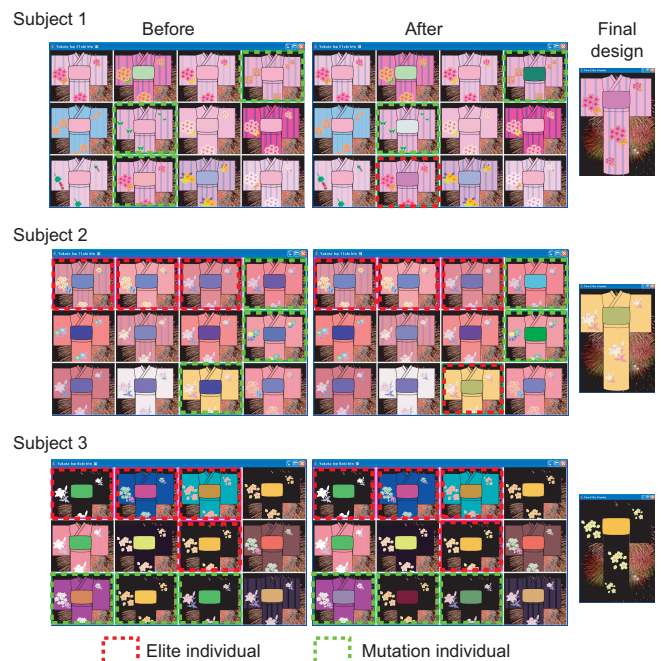 Subject 1
Before
After
Final
design
Subject 2
Subject 3
Elite individual
Mutation individual